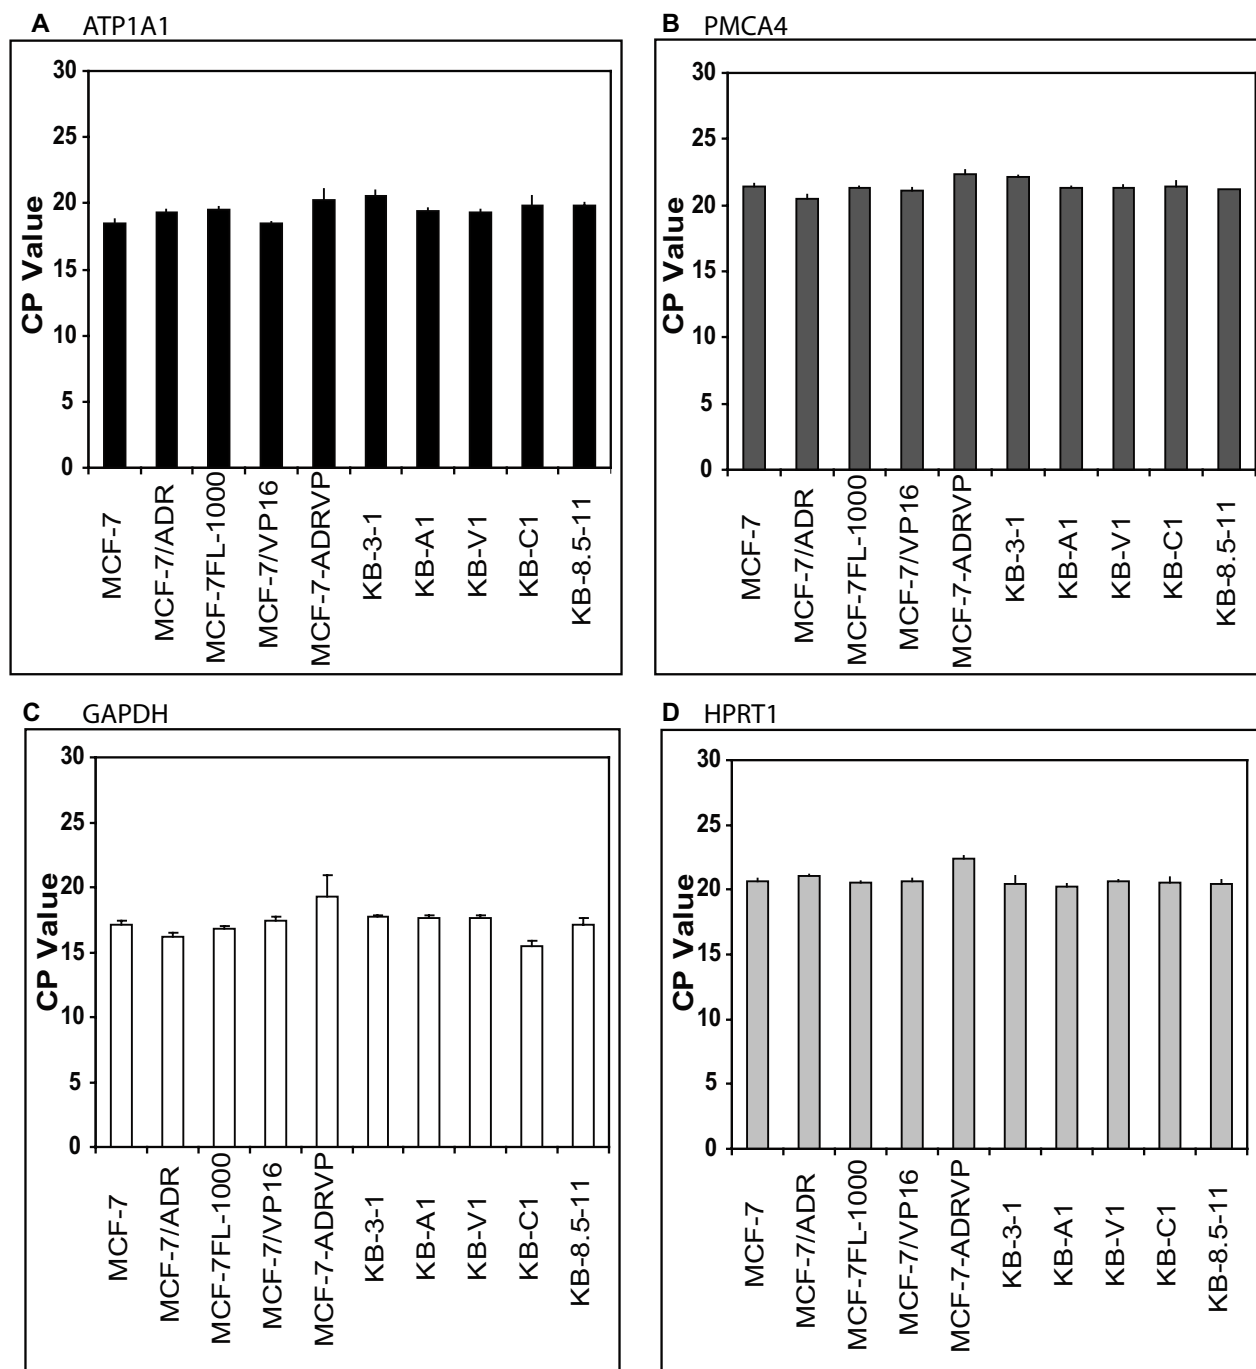 A ATP1A1
30
25
20
15
10
5
0
CP Value
MCF-7
MCF-7/ADR
MCF-7FL-1000
MCF-7/VP16
MCF-7-ADRVP
KB-3-1
KB-A1
KB-V1
KB-C1
KB-8.5-11
B PMCA4
30
25
20
15
10
5
0
CP Value
MCF-7
MCF-7/ADR
MCF-7FL-1000
MCF-7/VP16
MCF-7-ADRVP
KB-3-1
KB-A1
KB-V1
KB-C1
KB-8.5-11
C GAPDH
30
25
20
15
10
5
0
CP Value
MCF-7
MCF-7/ADR
MCF-7FL-1000
MCF-7/VP16
MCF-7-ADRVP
KB-3-1
KB-A1
KB-V1
KB-C1
KB-8.5-11
D HPRT1
30
25
20
15
10
5
0
CP Value
MCF-7
MCF-7/ADR
MCF-7FL-1000
MCF-7/VP16
MCF-7-ADRVP
KB-3-1
KB-A1
KB-V1
KB-C1
KB-8.5-11